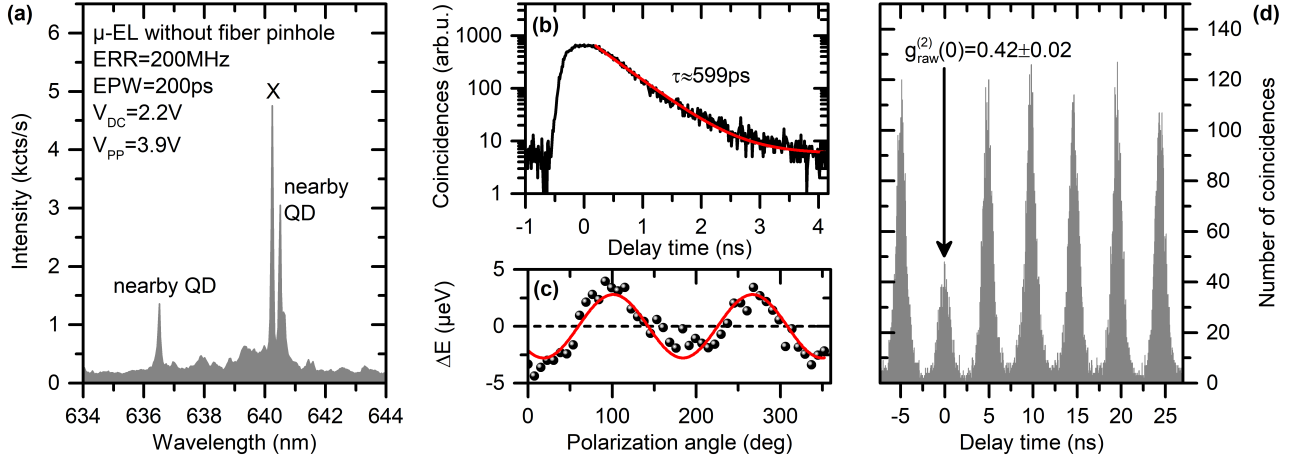 (a)
μ-EL without fiber pinhole
ERR=200MHz
EPW=200ps
V_DC=2.2V
V_PP=3.9V
X
nearby
QD
nearby QD
Intensity (kcts/s)
6
5
4
3
2
1
0
634 636 638 640 642 644
Wavelength (nm)
(b)
τ≈599ps
Coincidences (arb.u.)
1000
100
10
1
-1 0 1 2 3 4
Delay time (ns)
(c)
ΔE (μeV)
5
0
-5
0 100 200 300
Polarization angle (deg)
(d)
g^(2)_raw(0)=0.42±0.02
140
120
100
80
60
40
20
0
Number of coincidences
-5 0 5 10 15 20 25
Delay time (ns)